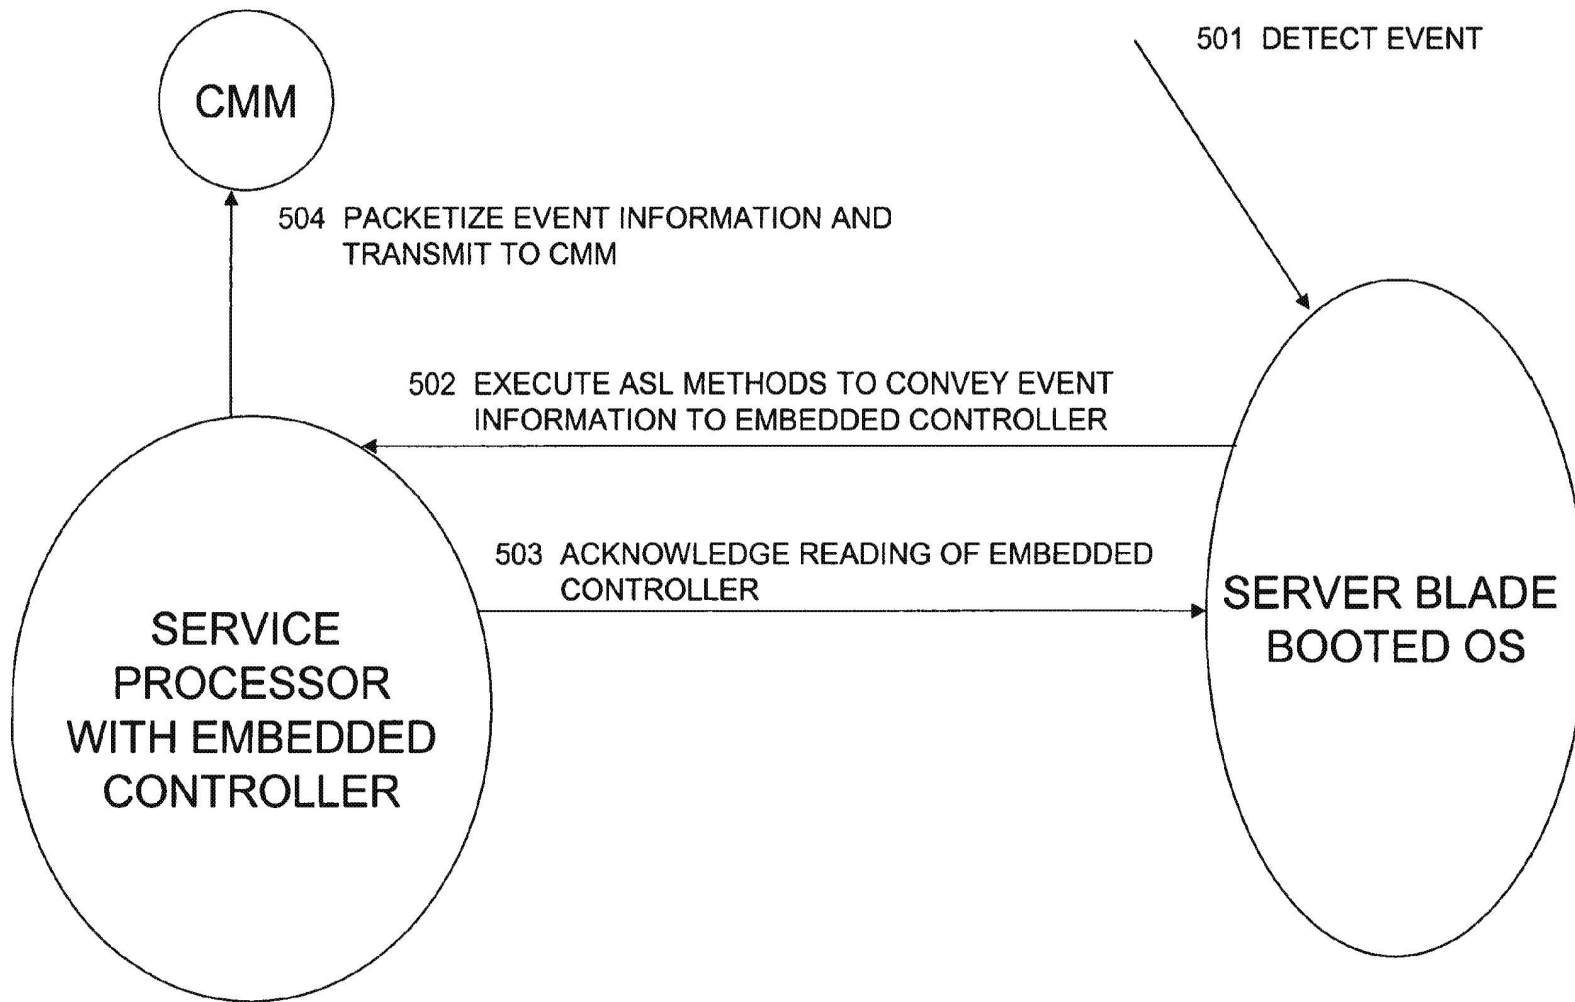 501 DETECT EVENT
CMM
504 PACKETIZE EVENT INFORMATION AND
TRANSMIT TO CMM
502 EXECUTE ASL METHODS TO CONVEY EVENT
INFORMATION TO EMBEDDED CONTROLLER
503 ACKNOWLEDGE READING OF EMBEDDED
CONTROLLER
SERVICE
PROCESSOR
WITH EMBEDDED
CONTROLLER
SERVER BLADE
BOOTED OS